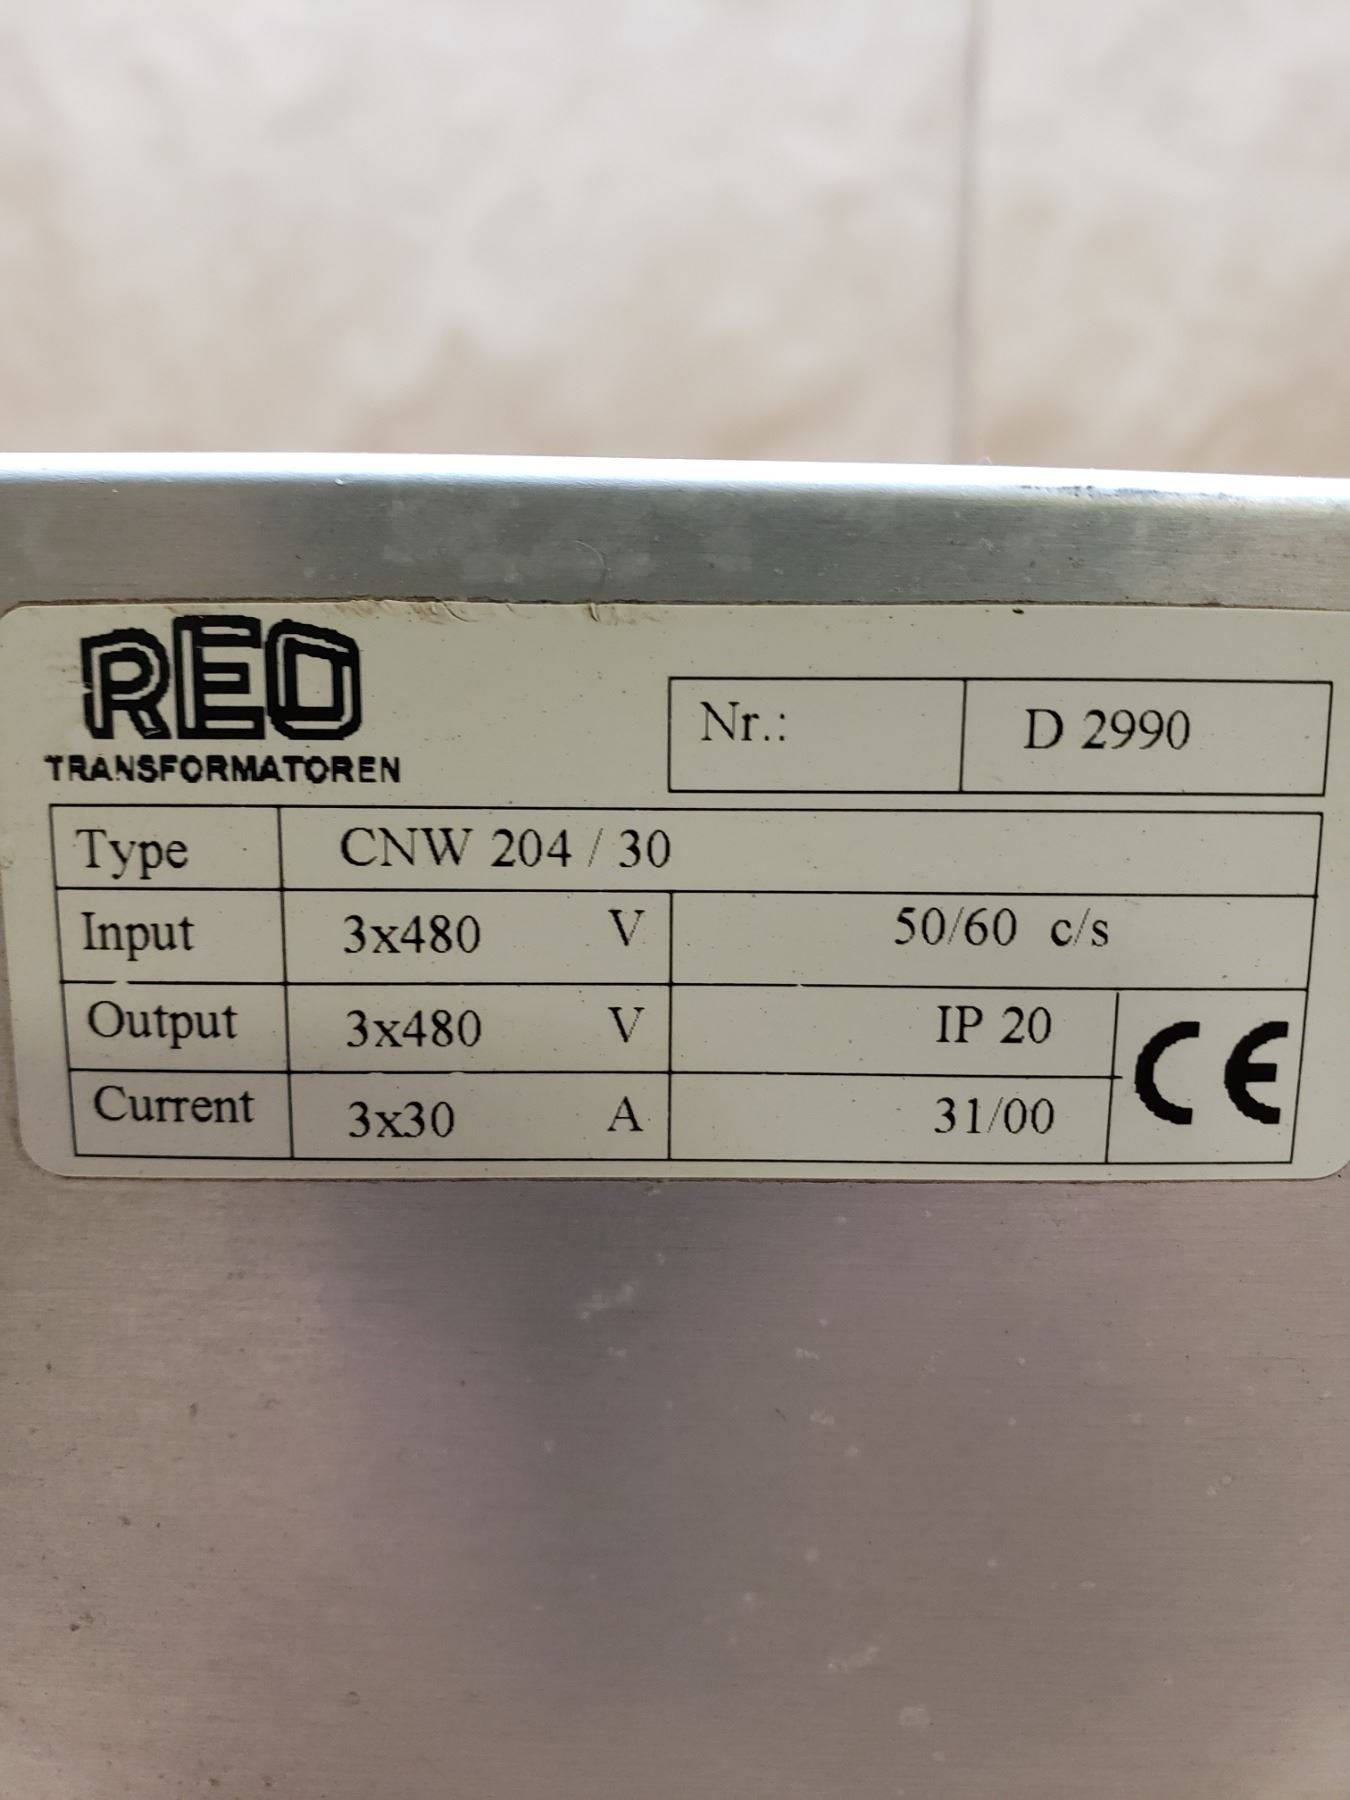 REO
TRANSFORMATOREN
Nr.: D 2990
Type CNW 204 / 30
Input 3x480 V 50/60 c/s
Output 3x480 V IP 20
Current 3x30 A 31/00
CE